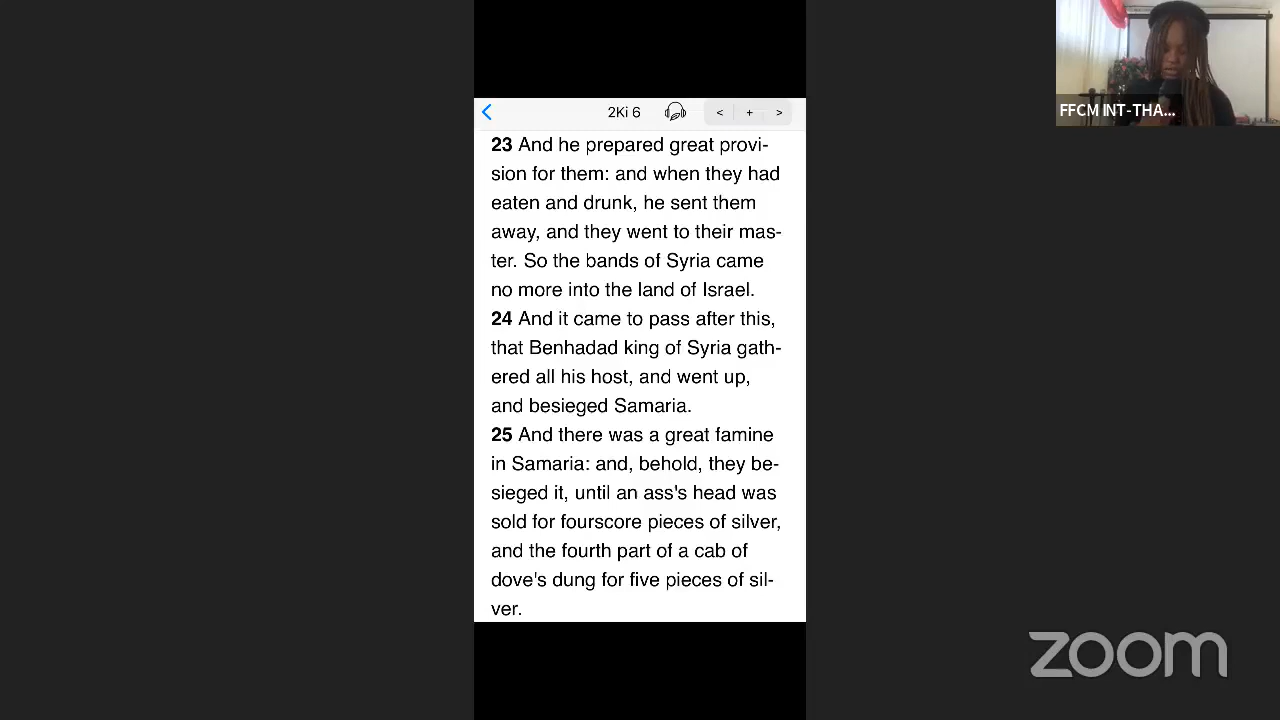 2Ki 6
< + >
23 And he prepared great provi-
sion for them: and when they had
eaten and drunk, he sent them
away, and they went to their mas-
ter. So the bands of Syria came
no more into the land of Israel.
24 And it came to pass after this,
that Benhadad king of Syria gath-
ered all his host, and went up,
and besieged Samaria.
25 And there was a great famine
in Samaria: and, behold, they be-
sieged it, until an ass's head was
sold for fourscore pieces of silver,
and the fourth part of a cab of
dove's dung for five pieces of sil-
ver.
FFCM INT-THA...
zoom